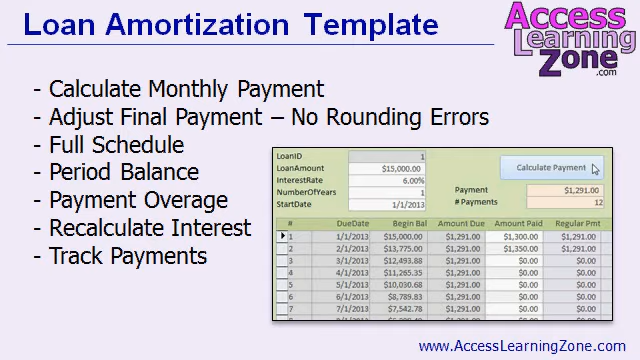 Loan Amortization Template
Access
Learning
Zone
.com
- Calculate Monthly Payment
- Adjust Final Payment – No Rounding Errors
- Full Schedule
- Period Balance
- Payment Overage
- Recalculate Interest
- Track Payments
LoanID 1
LoanAmount $15,000.00
InterestRate 6.00%
NumberOfYears 1
StartDate 1/1/2013
Calculate Payment
Payment $1,291.00
# Payments 12
# DueDate Begin Bal Amount Due Amount Paid Regular Pmt
1 1/1/2013 $15,000.00 $1,291.00 $1,300.00 $1,291.00
2 2/1/2013 $13,775.00 $1,291.00 $1,350.00 $1,291.00
3 3/1/2013 $12,493.88 $1,291.00 $0.00 $1,291.00
4 4/1/2013 $11,265.35 $1,291.00 $0.00 $1,291.00
5 5/1/2013 $10,030.68 $1,291.00 $0.00 $1,291.00
6 6/1/2013 $8,789.83 $1,291.00 $0.00 $1,291.00
7 7/1/2013 $7,542.78 $1,291.00 $0.00 $1,291.00
www.AccessLearningZone.com